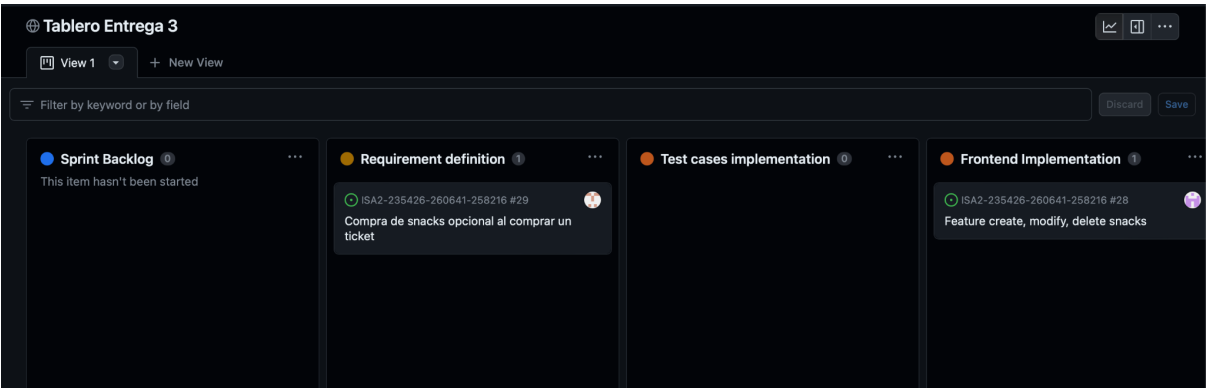 Tablero Entrega 3
View 1
+ New View
Filter by keyword or by field
Discard
Save
Sprint Backlog 0
This item hasn't been started
Requirement definition 1
ISA2-235426-260641-258216 #29
Compra de snacks opcional al comprar un
ticket
Test cases implementation 0
Frontend Implementation 1
ISA2-235426-260641-258216 #28
Feature create, modify, delete snacks